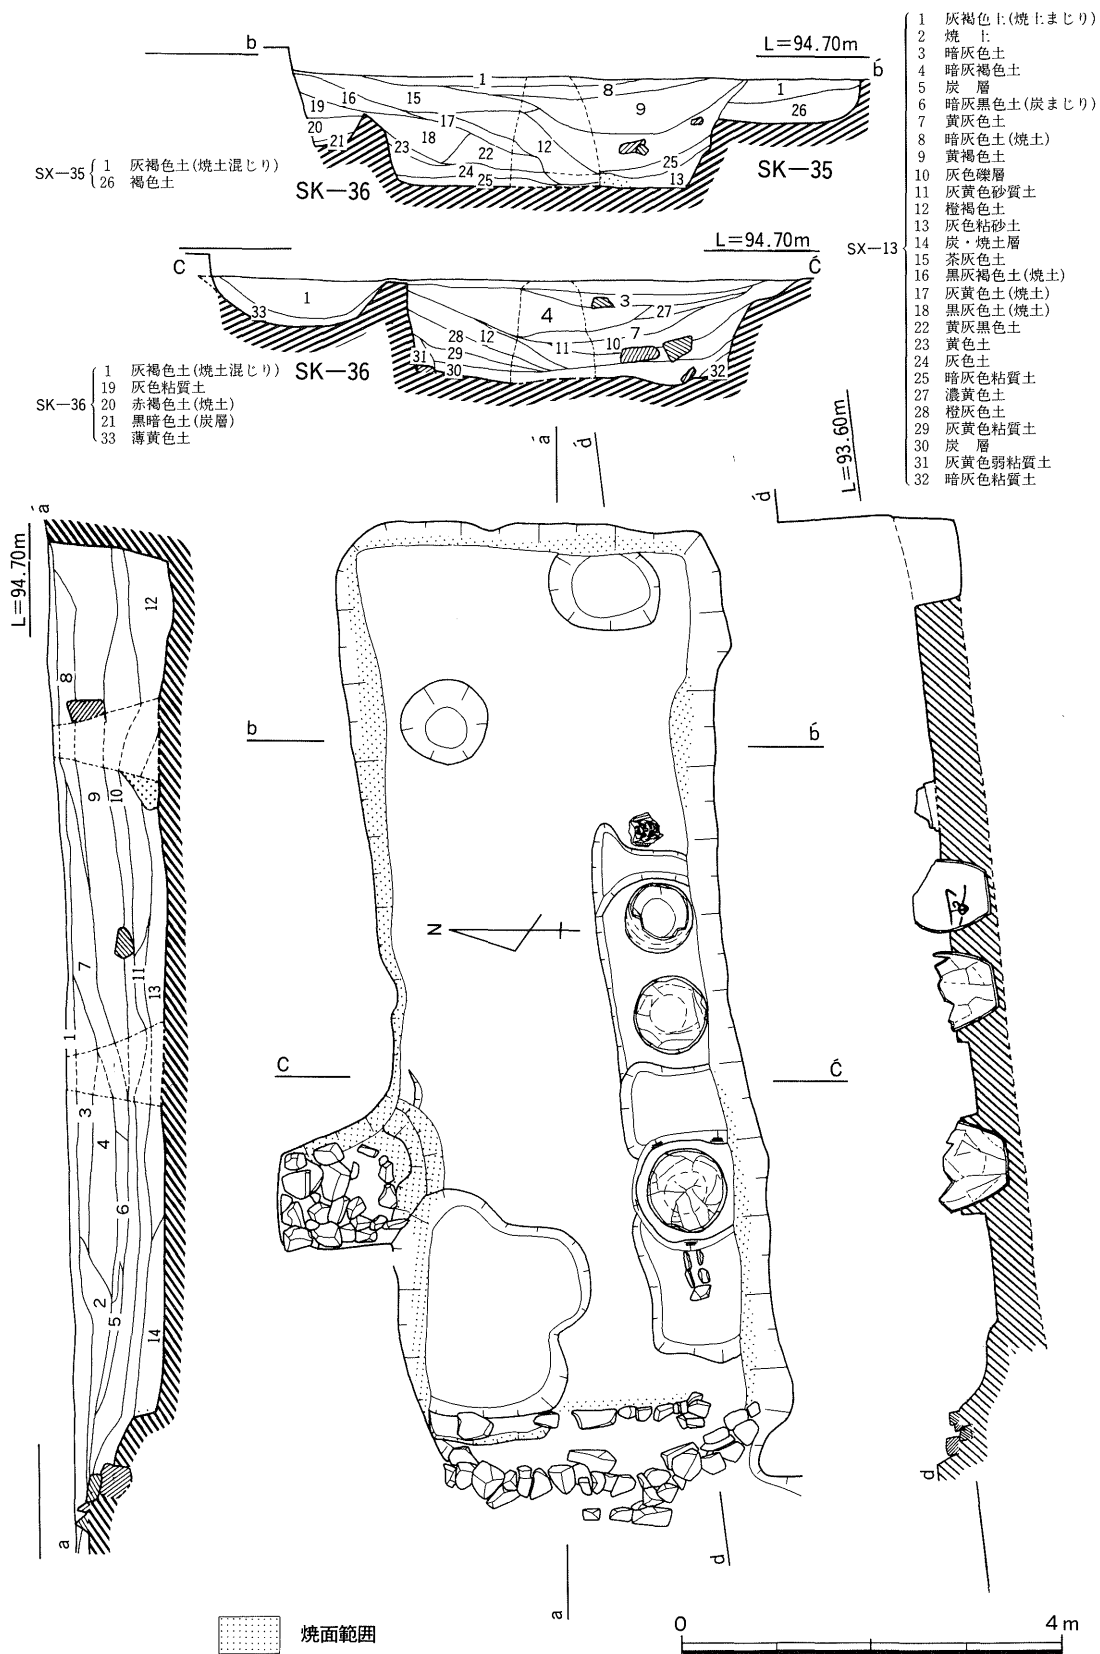 b
L=94.70m
b́
1
8
15
16
9
1
19
26
17
20
18
12
21
23
22
25
24
25
13
SK—36
SK—35
SX—35
1 灰褐色土(焼土混じり)
26 褐色土
1 灰褐色土(焼土まじり)
2 焼 土
3 暗灰色土
4 暗灰褐色土
5 炭 層
6 暗灰黒色土(炭まじり)
7 黄灰色土
8 暗灰色土(焼土)
9 黄褐色土
10 灰色礫層
11 灰黄色砂質土
12 橙褐色土
13 灰色粘砂土
SX—13
14 炭・焼土層
15 茶灰色土
16 黒灰褐色土(焼土)
17 灰黄色土(焼土)
18 黒灰色土(焼土)
22 黄灰黒色土
23 黄色土
24 灰色土
25 暗灰色粘質土
27 濃黄色土
28 橙灰色土
29 灰黄色粘質土
30 炭 層
31 灰黄色弱粘質土
32 暗灰色粘質土
C
L=94.70m
Ć
1
33
4
3
27
28
12
7
31
29
11
10
30
32
SK—36
SK—36
1 灰褐色土(焼土混じり)
19 灰色粘質土
20 赤褐色土(焼土)
21 黒暗色土(炭層)
33 薄黄色土
á
d́
d́
L=93.60m
á
L=94.70m
12
8
9
10
7
11
13
1
3
4
6
2
5
14
a
b
b́
N
C
Ć
d
d
a
焼面範囲
0
4m